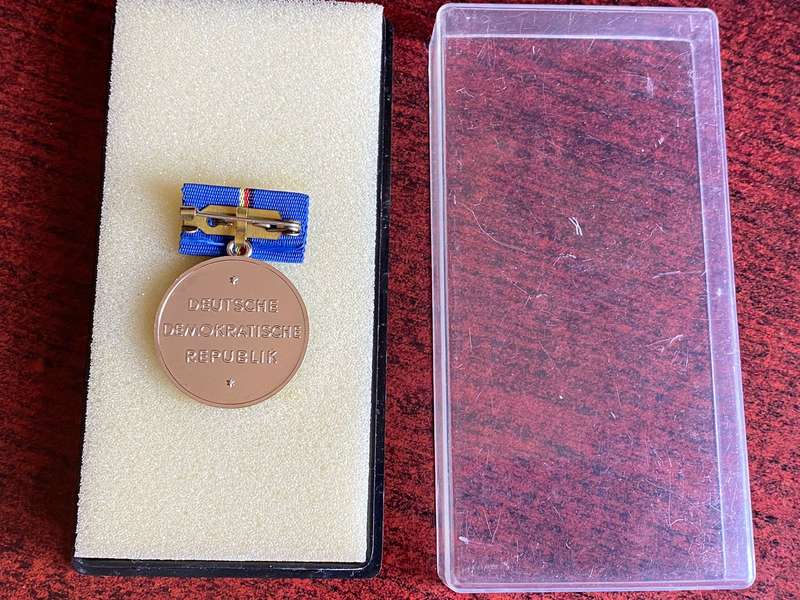 DEUTSCHE
DEMOKRATISCHE
REPUBLIK